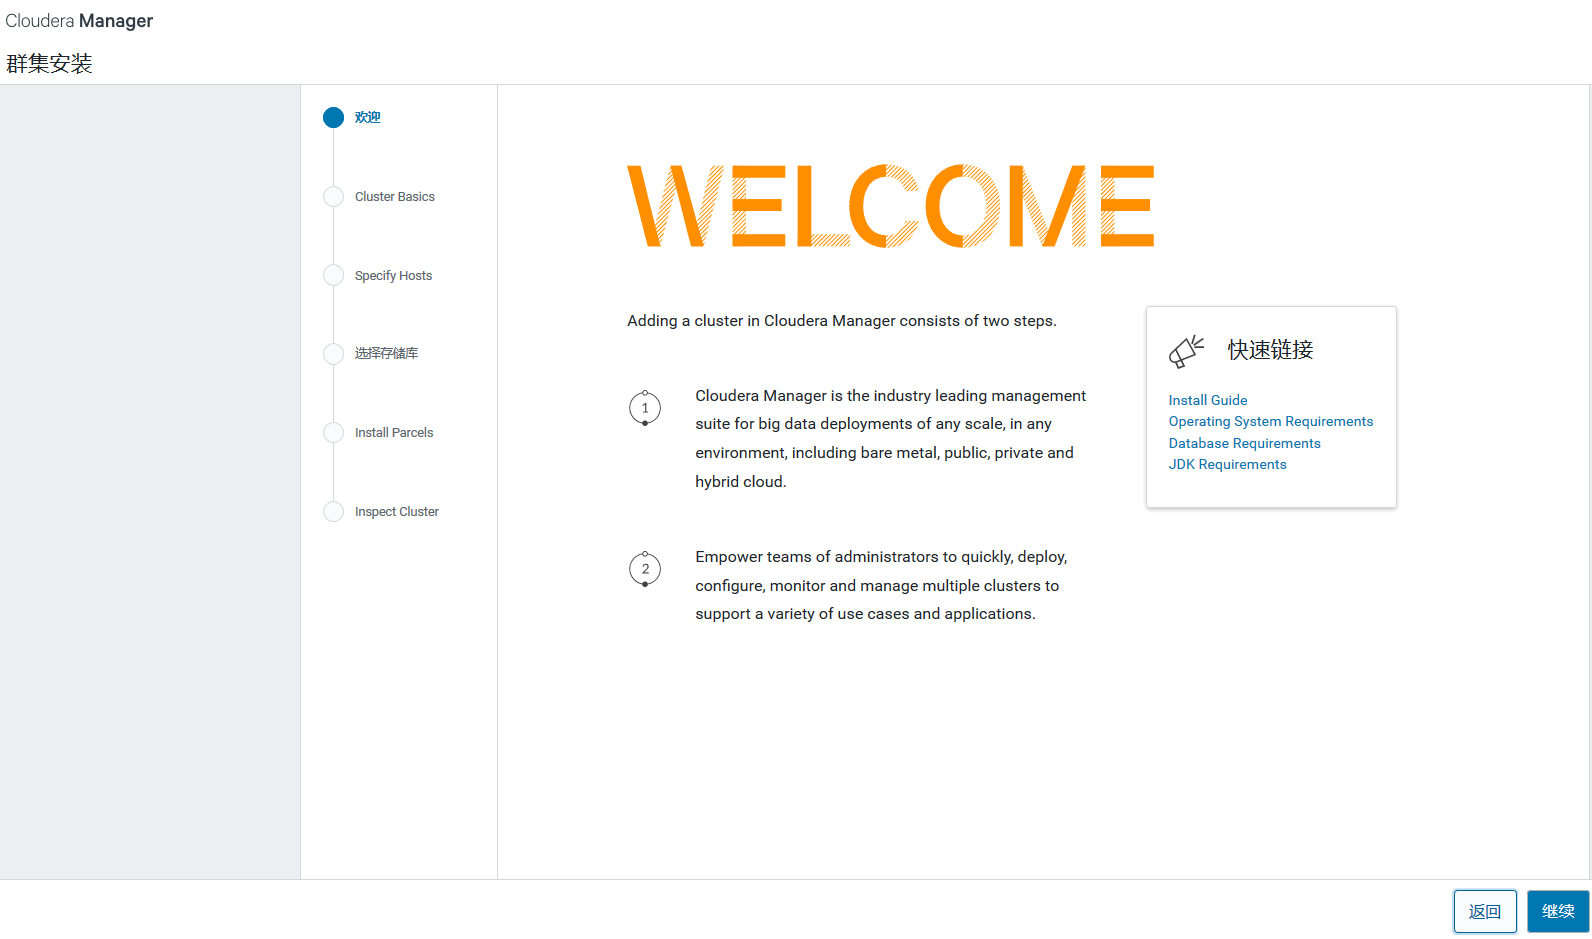 Cloudera Manager
群集安装
欢迎
Cluster Basics
Specify Hosts
选择存储库
Install Parcels
Inspect Cluster
WELCOME
Adding a cluster in Cloudera Manager consists of two steps.
1
Cloudera Manager is the industry leading management
suite for big data deployments of any scale, in any
environment, including bare metal, public, private and
hybrid cloud.
2
Empower teams of administrators to quickly, deploy,
configure, monitor and manage multiple clusters to
support a variety of use cases and applications.
快速链接
Install Guide
Operating System Requirements
Database Requirements
JDK Requirements
返回
继续